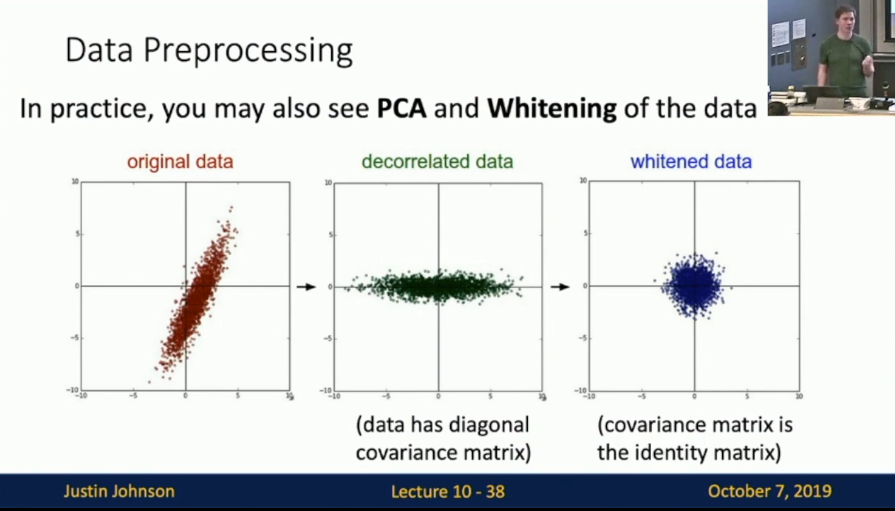 Data Preprocessing
In practice, you may also see PCA and Whitening of the data
original data
decorrelated data
whitened data
10
5
0
−5
−10
−10
−5
0
5
10
10
5
0
−5
−10
−10
−5
0
5
10
10
5
0
−5
−10
−10
−5
0
5
10
(data has diagonal
covariance matrix)
(covariance matrix is
the identity matrix)
Justin Johnson
Lecture 10 - 38
October 7, 2019